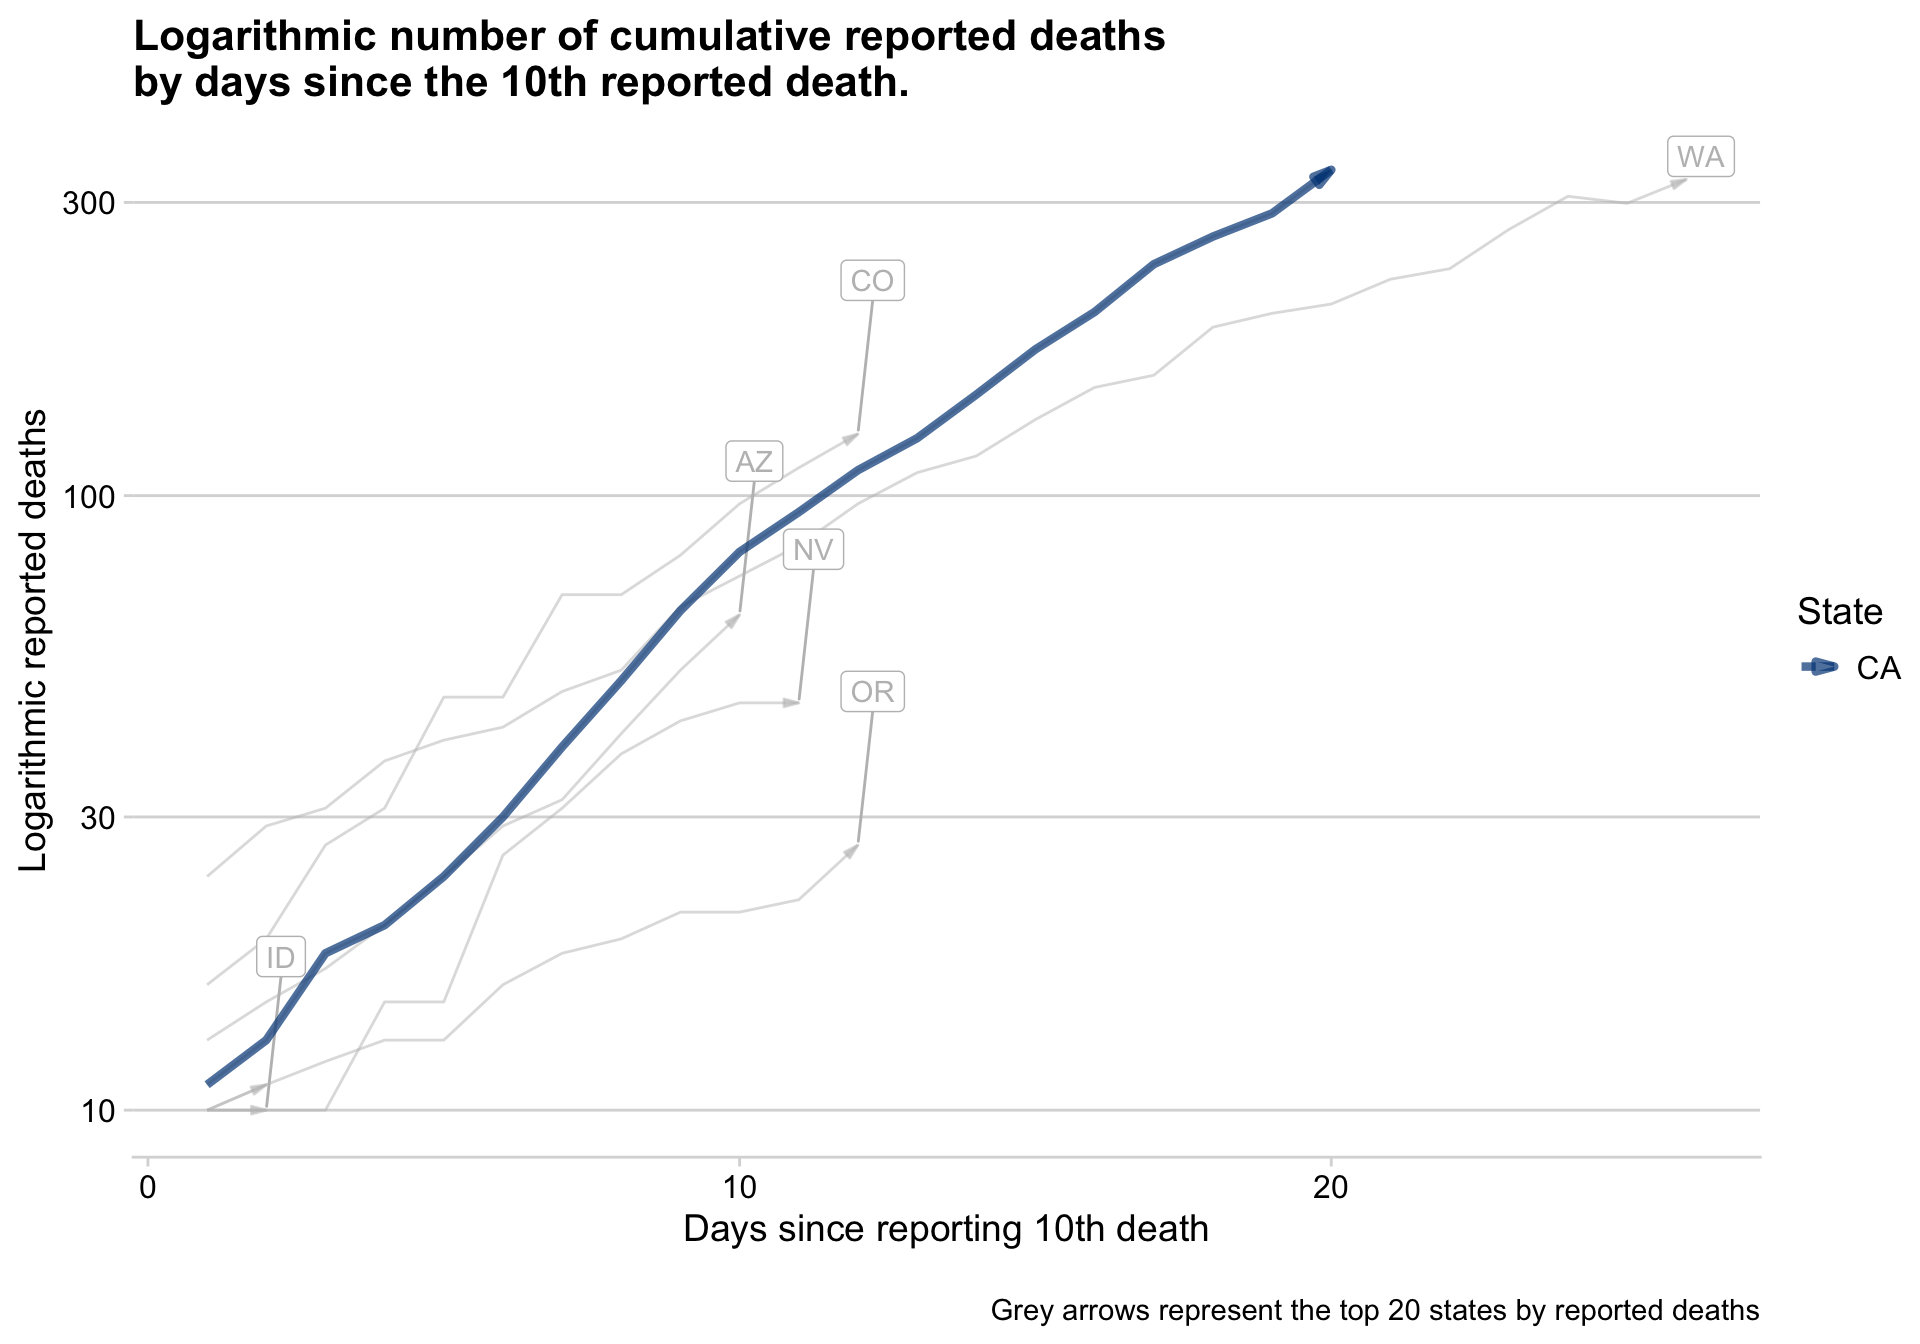 Logarithmic number of cumulative reported deaths
by days since the 10th reported death.
Logarithmic reported deaths
300
100
30
10
WA
CO
AZ
NV
OR
ID
State
CA
0
10
20
Days since reporting 10th death
Grey arrows represent the top 20 states by reported deaths